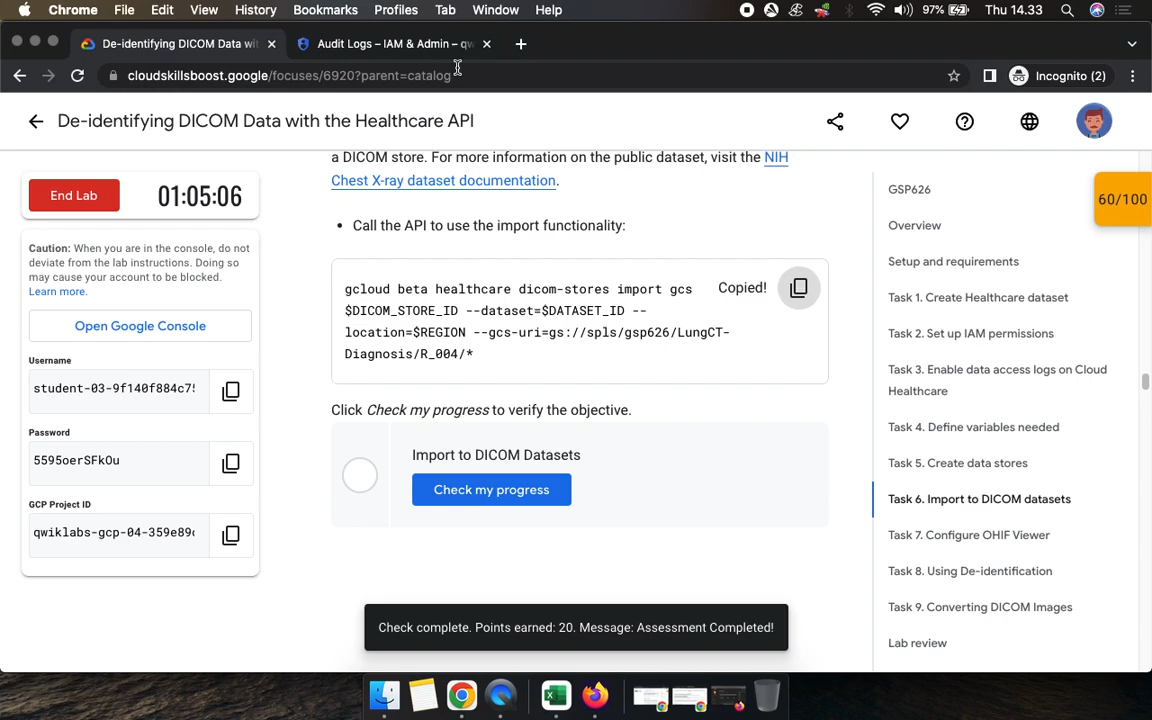 Chrome File Edit View History Bookmarks Profiles Tab Window Help 97% Thu 14.33
De-identifying DICOM Data wit Audit Logs – IAM & Admin – qw
cloudskillsboost.google/focuses/6920?parent=catalog Incognito (2)
De-identifying DICOM Data with the Healthcare API
End Lab 01:05:06
Caution: When you are in the console, do not
deviate from the lab instructions. Doing so
may cause your account to be blocked.
Learn more.
Open Google Console
Username
student-03-9f140f884c75
Password
5595oerSFkOu
GCP Project ID
qwiklabs-gcp-04-359e89c
a DICOM store. For more information on the public dataset, visit the NIH
Chest X-ray dataset documentation.
• Call the API to use the import functionality:
gcloud beta healthcare dicom-stores import gcs
$DICOM_STORE_ID --dataset=$DATASET_ID --
location=$REGION --gcs-uri=gs://spls/gsp626/LungCT-
Diagnosis/R_004/*
Copied!
Click Check my progress to verify the objective.
Import to DICOM Datasets
Check my progress
Check complete. Points earned: 20. Message: Assessment Completed!
GSP626
Overview
Setup and requirements
Task 1. Create Healthcare dataset
Task 2. Set up IAM permissions
Task 3. Enable data access logs on Cloud
Healthcare
Task 4. Define variables needed
Task 5. Create data stores
Task 6. Import to DICOM datasets
Task 7. Configure OHIF Viewer
Task 8. Using De-identification
Task 9. Converting DICOM Images
Lab review
60/100